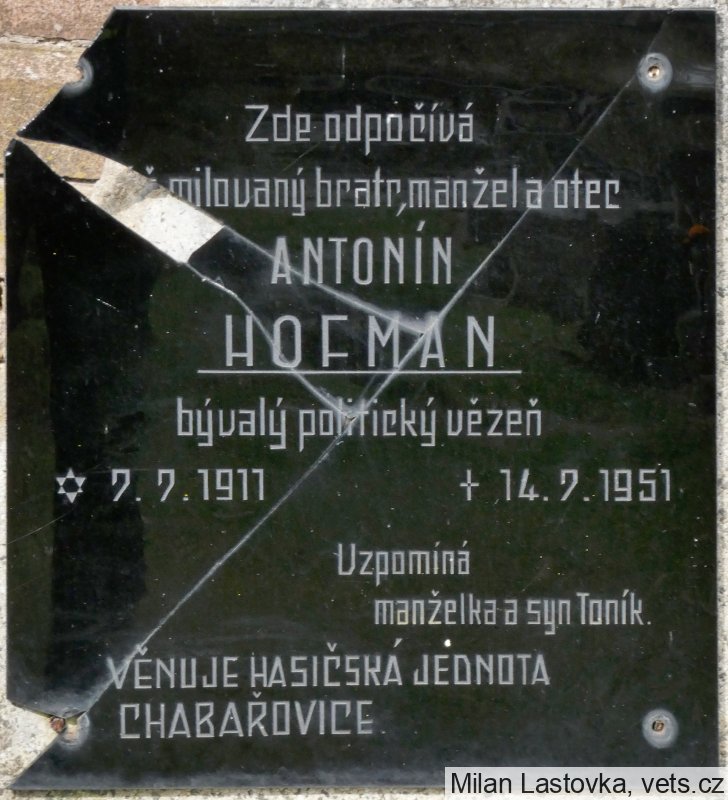 Zde odpočívá
milovaný bratr, manžel a otec
ANTONÍN
HOFMAN
bývalý politický vězeň
✡ 7. 7. 1911 † 14. 7. 1951
Uzpomíná
manželka a syn Toník.
VĚNUJE HASIČSKÁ JEDNOTA
CHABAŘOVICE.
Milan Lastovka, vets.cz